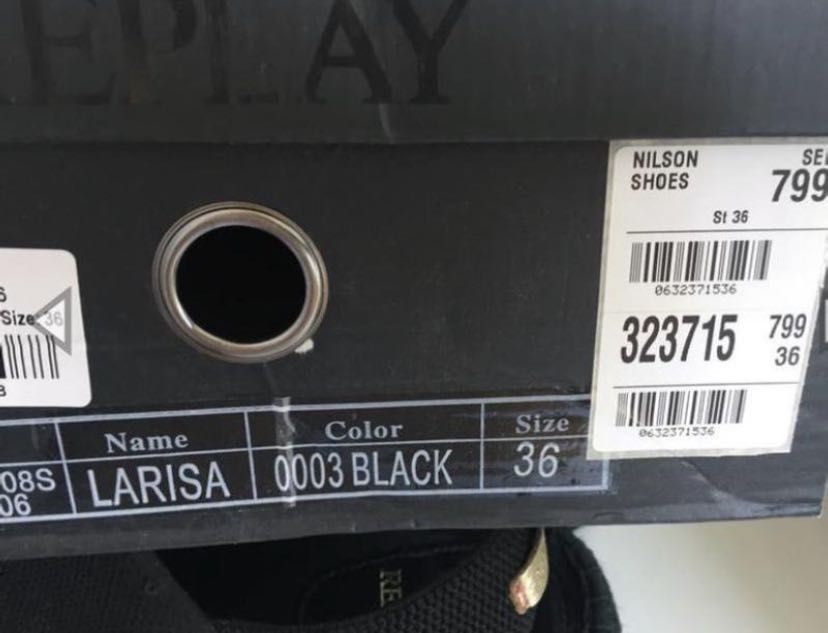 EPLAY
NILSON SHOES
SE
799
St 36
0632371536
323715
799
36
0632371536
Size 36
Name
Color
Size
08S
06
LARISA
0003 BLACK
36
RE